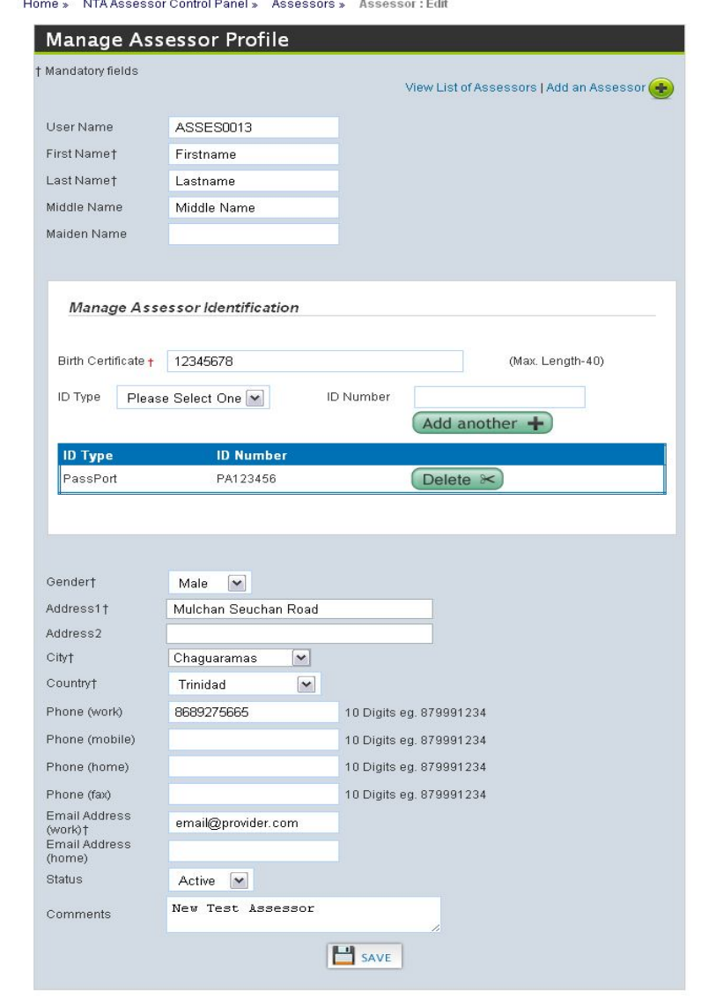 Home » NTA Assessor Control Panel » Assessors » Assessor : Edit
Manage Assessor Profile
† Mandatory fields
View List of Assessors | Add an Assessor
User Name ASSES0013
First Name† Firstname
Last Name† Lastname
Middle Name Middle Name
Maiden Name
Manage Assessor Identification
Birth Certificate † 12345678 (Max. Length-40)
ID Type Please Select One ID Number
Add another
ID Type ID Number
PassPort PA123456 Delete
Gender† Male
Address1† Mulchan Seuchan Road
Address2
City† Chaguaramas
Country† Trinidad
Phone (work) 8689275665 10 Digits eg. 879991234
Phone (mobile) 10 Digits eg. 879991234
Phone (home) 10 Digits eg. 879991234
Phone (fax) 10 Digits eg. 879991234
Email Address
(work)† email@provider.com
Email Address
(home)
Status Active
Comments New Test Assessor
SAVE